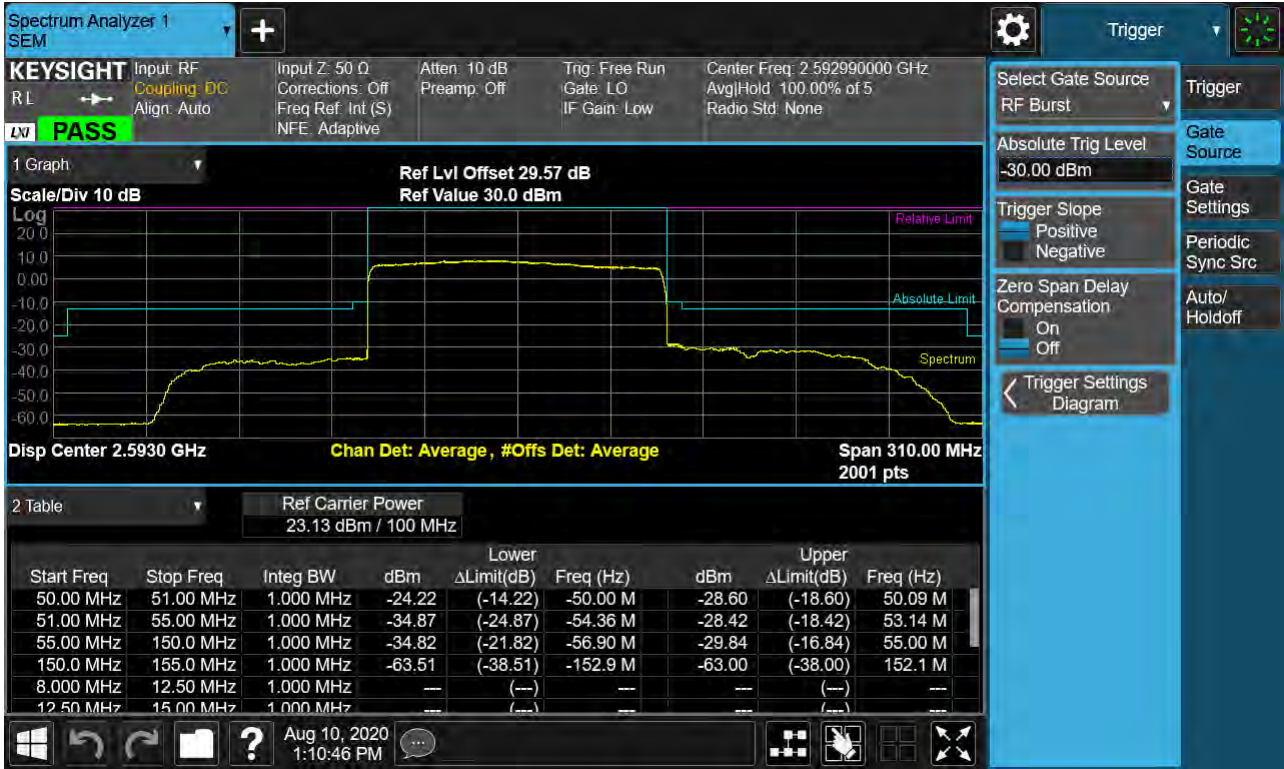 Spectrum Analyzer 1
SEM
+
Trigger
KEYSIGHT
R L
LXI PASS
Input: RF
Coupling: DC
Align: Auto
Input Z: 50 Ω
Corrections: Off
Freq Ref: Int (S)
NFE: Adaptive
Atten: 10 dB
Preamp: Off
Trig: Free Run
Gate: LO
IF Gain: Low
Center Freq: 2.592990000 GHz
Avg|Hold: 100.00% of 5
Radio Std: None
1 Graph
Scale/Div 10 dB
Ref Lvl Offset 29.57 dB
Ref Value 30.0 dBm
Log
20.0
10.0
0.00
-10.0
-20.0
-30.0
-40.0
-50.0
-60.0
Relative Limit
Absolute Limit
Spectrum
Disp Center 2.5930 GHz
Chan Det: Average, #Offs Det: Average
Span 310.00 MHz
2001 pts
2 Table
Ref Carrier Power
23.13 dBm / 100 MHz
Lower Upper
Start Freq Stop Freq Integ BW dBm ΔLimit(dB) Freq (Hz) dBm ΔLimit(dB) Freq (Hz)
50.00 MHz 51.00 MHz 1.000 MHz -24.22 (-14.22) -50.00 M -28.60 (-18.60) 50.09 M
51.00 MHz 55.00 MHz 1.000 MHz -34.87 (-24.87) -54.36 M -28.42 (-18.42) 53.14 M
55.00 MHz 150.0 MHz 1.000 MHz -34.82 (-21.82) -56.90 M -29.84 (-16.84) 55.00 M
150.0 MHz 155.0 MHz 1.000 MHz -63.51 (-38.51) -152.9 M -63.00 (-38.00) 152.1 M
8.000 MHz 12.50 MHz 1.000 MHz --- (---) --- --- (---) ---
12.50 MHz 15.00 MHz 1.000 MHz --- (---) --- --- (---) ---
?
Aug 10, 2020
1:10:46 PM
Select Gate Source
RF Burst
Absolute Trig Level
-30.00 dBm
Trigger Slope
Positive
Negative
Zero Span Delay
Compensation
On
Off
Trigger Settings
Diagram
Trigger
Gate
Source
Gate
Settings
Periodic
Sync Src
Auto/
Holdoff